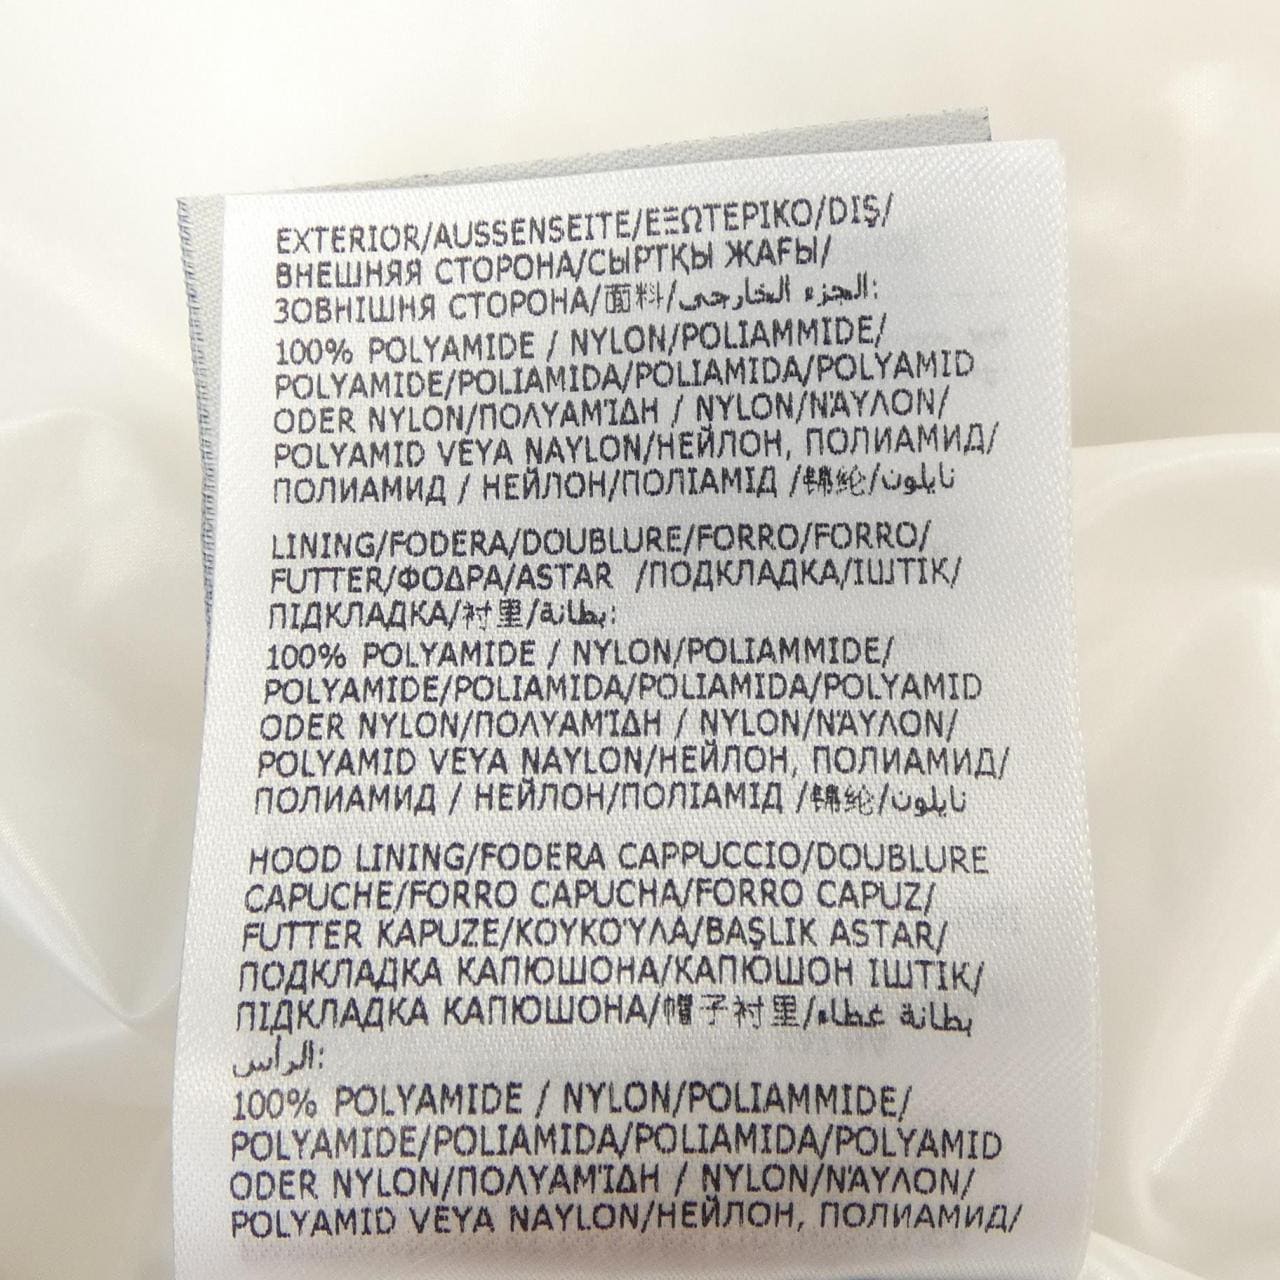 EXTERIOR/AUSSENSEITE/ΕΞΩΤΕΡΙΚΟ/DIŞ/
ВНЕШНЯЯ СТОРОНА/СЫРТҚЫ ЖАҒЫ/
ЗОВНІШНЯ СТОРОНА/面料/الجزء الخارجي:
100% POLYAMIDE / NYLON/POLIAMMIDE/
POLYAMIDE/POLIAMIDA/POLIAMIDA/POLYAMID
ODER NYLON/ΠΟΛΥΑΜΊΔΗ / NYLON/ΝΆΥΛΟΝ/
POLYAMID VEYA NAYLON/НЕЙЛОН, ПОЛИАМИД/
ПОЛИАМИД / НЕЙЛОН/ПОЛІАМІД /锦纶/نايلون
LINING/FODERA/DOUBLURE/FORRO/FORRO/
FUTTER/ΦΟΔΡΑ/ASTAR /ПОДКЛАДКА/ІШТІК/
ПІДКЛАДКА/衬里/بطانة:
100% POLYAMIDE / NYLON/POLIAMMIDE/
POLYAMIDE/POLIAMIDA/POLIAMIDA/POLYAMID
ODER NYLON/ΠΟΛΥΑΜΊΔΗ / NYLON/ΝΆΥΛΟΝ/
POLYAMID VEYA NAYLON/НЕЙЛОН, ПОЛИАМИД/
ПОЛИАМИД / НЕЙЛОН/ПОЛІАМІД /锦纶/نايلون
HOOD LINING/FODERA CAPPUCCIO/DOUBLURE
CAPUCHE/FORRO CAPUCHA/FORRO CAPUZ/
FUTTER KAPUZE/ΚΟΥΚΟΎΛΑ/BAŞLIK ASTAR/
ПОДКЛАДКА КАПЮШОНА/КАПЮШОН ІШТІК/
ПІДКЛАДКА КАПЮШОНА/帽子衬里/بطانة غطاء
الرأس:
100% POLYAMIDE / NYLON/POLIAMMIDE/
POLYAMIDE/POLIAMIDA/POLIAMIDA/POLYAMID
ODER NYLON/ΠΟΛΥΑΜΊΔΗ / NYLON/ΝΆΥΛΟΝ/
POLYAMID VEYA NAYLON/НЕЙЛОН, ПОЛИАМИД/